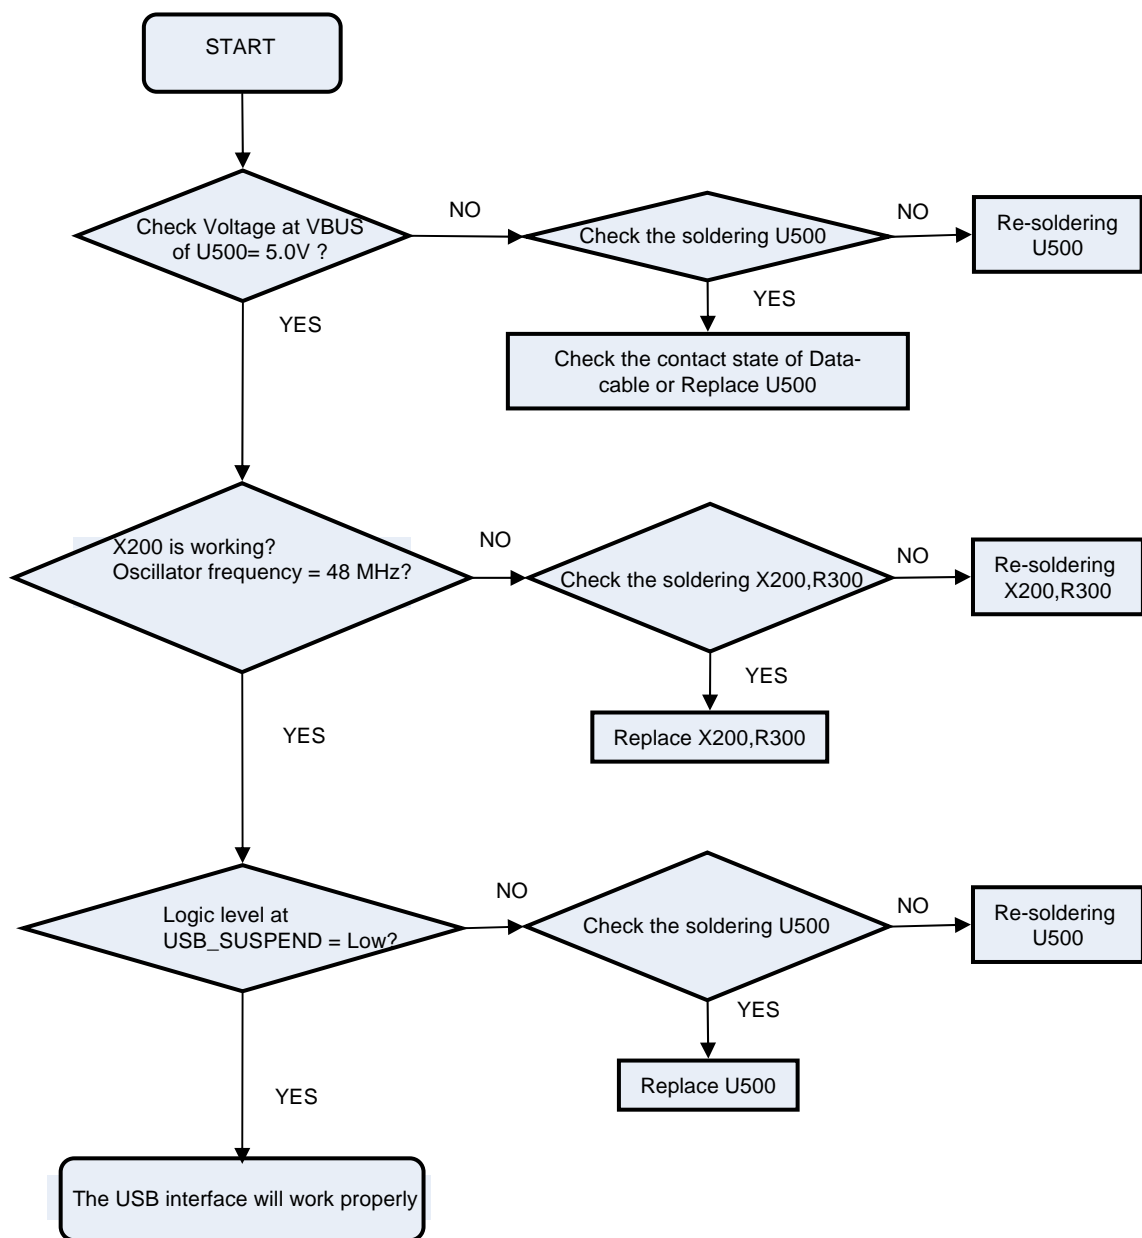 START
Check Voltage at VBUS
of U500= 5.0V ?
NO
Check the soldering U500
NO
Re-soldering
U500
YES
YES
Check the contact state of Data-
cable or Replace U500
X200 is working?
Oscillator frequency = 48 MHz?
NO
Check the soldering X200,R300
NO
Re-soldering
X200,R300
YES
Replace X200,R300
YES
Logic level at
USB_SUSPEND = Low?
NO
Check the soldering U500
NO
Re-soldering
U500
YES
Replace U500
YES
The USB interface will work properly